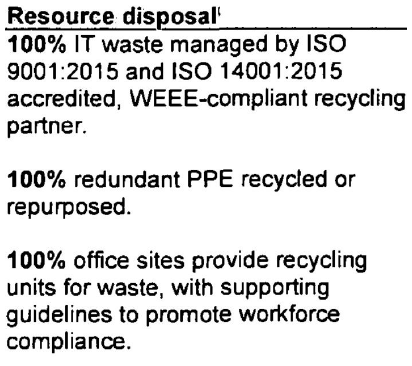 Resource disposal
100% IT waste managed by ISO
9001:2015 and ISO 14001:2015
accredited, WEEE-compliant recycling
partner.
100% redundant PPE recycled or
repurposed.
100% office sites provide recycling
units for waste, with supporting
guidelines to promote workforce
compliance.